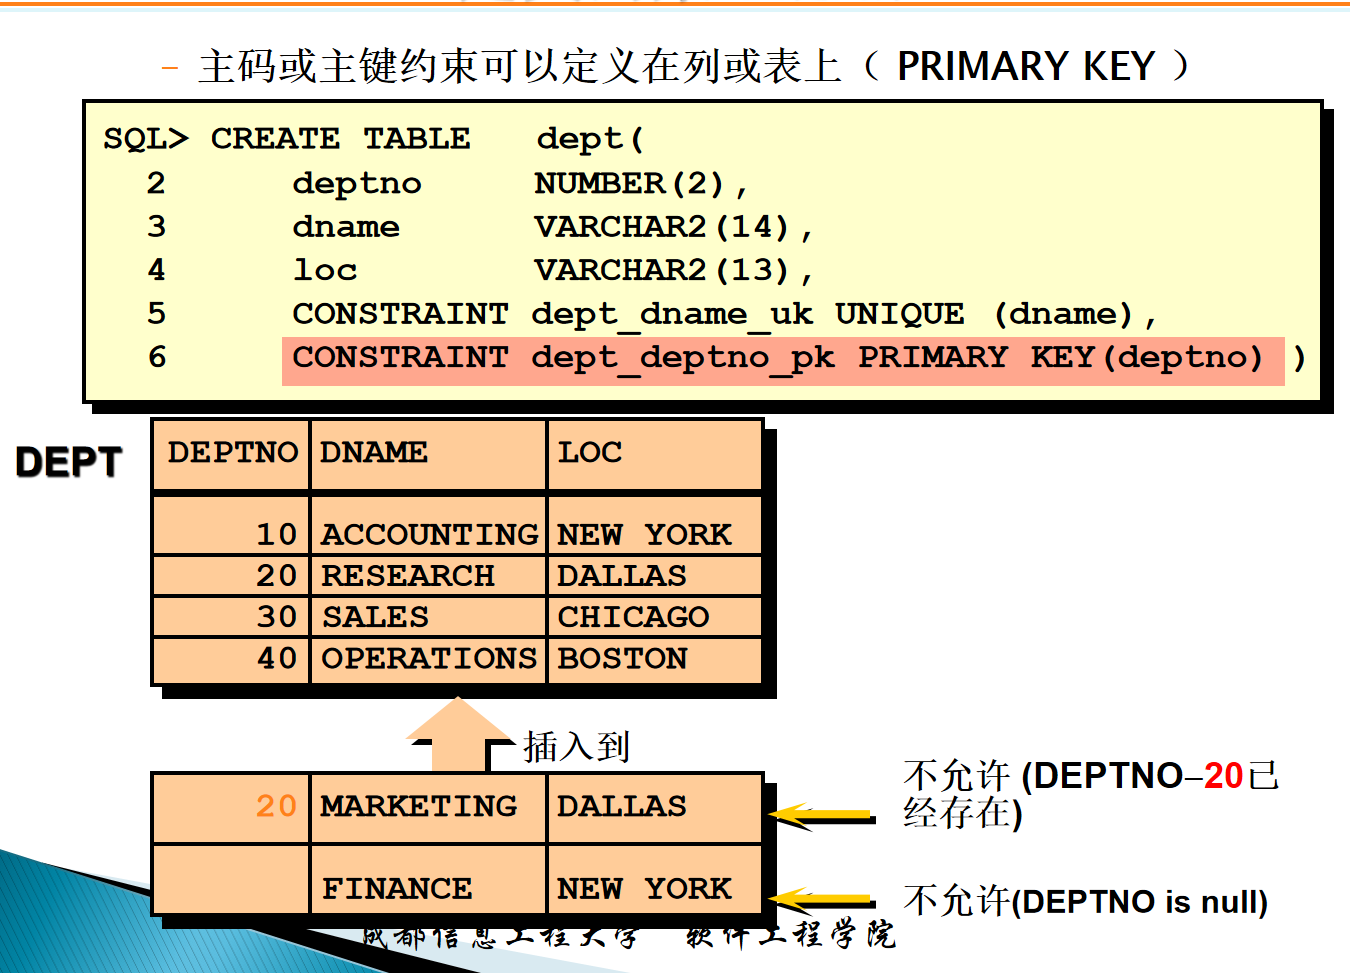 – 主码或主键约束可以定义在列或表上（ PRIMARY KEY ）
SQL> CREATE TABLE dept(
2 deptno NUMBER(2),
3 dname VARCHAR2(14),
4 loc VARCHAR2(13),
5 CONSTRAINT dept_dname_uk UNIQUE (dname),
6 CONSTRAINT dept_deptno_pk PRIMARY KEY(deptno) )
DEPT
DEPTNO DNAME LOC
10 ACCOUNTING NEW YORK
20 RESEARCH DALLAS
30 SALES CHICAGO
40 OPERATIONS BOSTON
插入到
20 MARKETING DALLAS
不允许 (DEPTNO–20已
经存在)
FINANCE NEW YORK
不允许(DEPTNO is null)
成都信息工程大学 软件工程学院